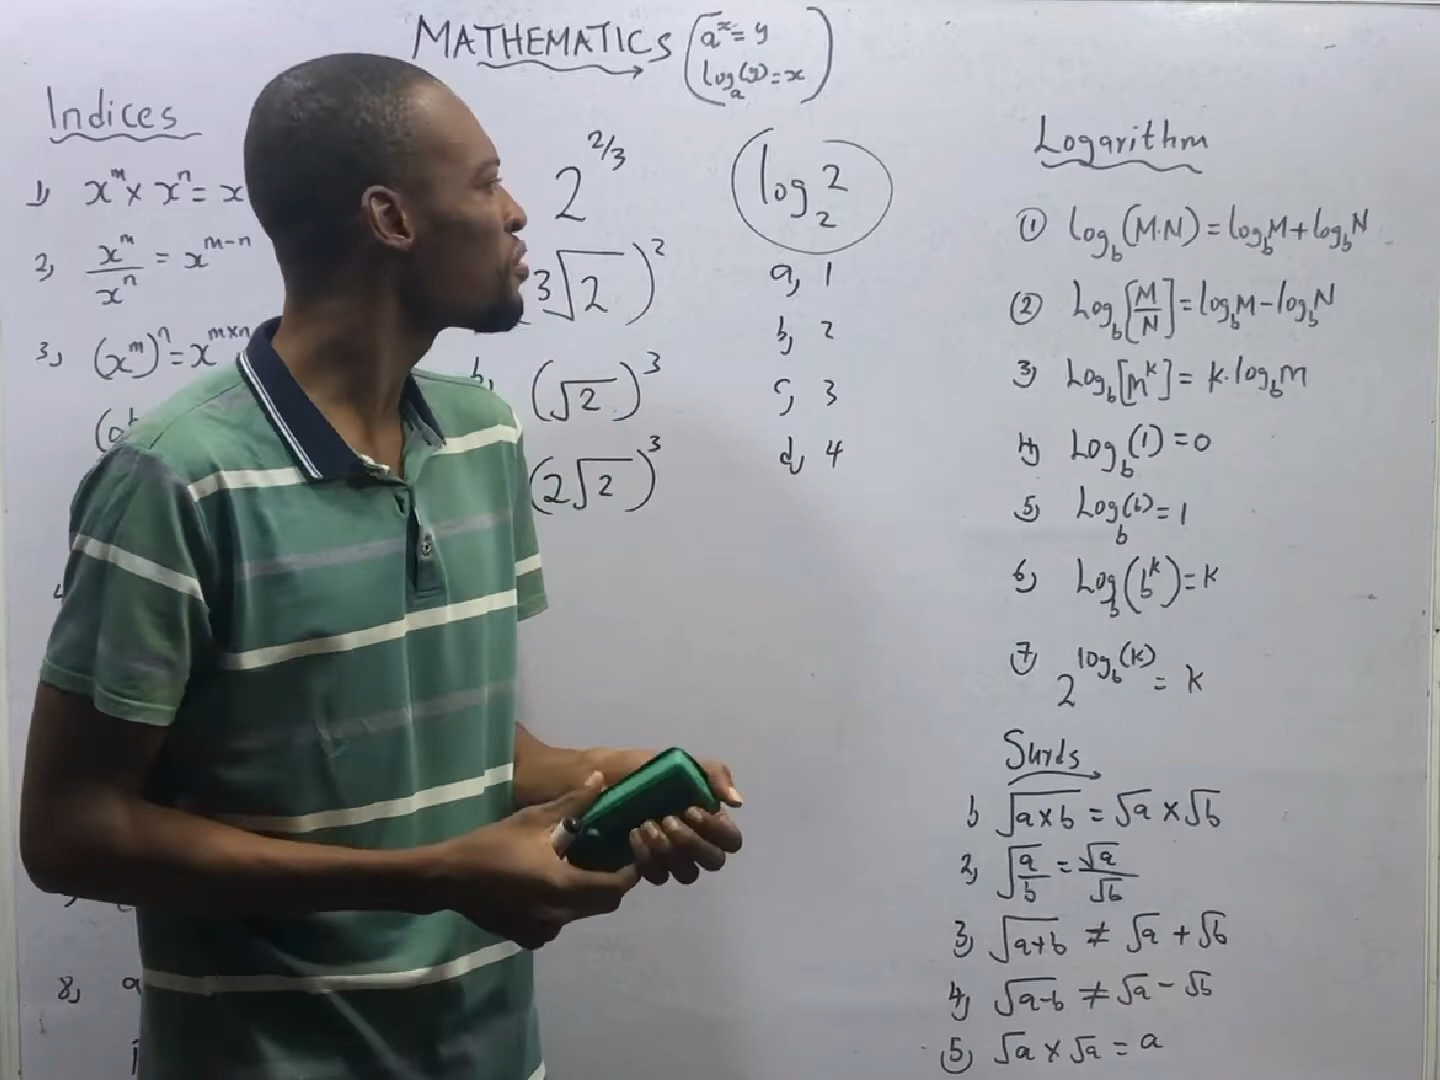 MATHEMATICS (a^x = y
log_a(y) = x)
Indices
1) x^m × x^n = x
2) x^m / x^n = x^(m-n)
3) (x^m)^n = x^(m×n)
8) a
2^(2/3)
(3√2)^2
b, (√2)^3
(2√2)^3
log_2 2
a, 1
b, 2
c, 3
d, 4
Logarithm
① log_b(M·N) = log_b M + log_b N
② Log_b[M/N] = log_b M − log_b N
3) Log_b[M^k] = k·log_b M
4) Log_b(1) = 0
5) Log_b(b) = 1
6) Log_b(b^k) = k
7) 2^(log_b(k)) = k
Surds
1) √(a×b) = √a × √b
2) √(a/b) = √a / √b
3) √(a+b) ≠ √a + √b
4) √(a-b) ≠ √a − √b
5) √a × √a = a